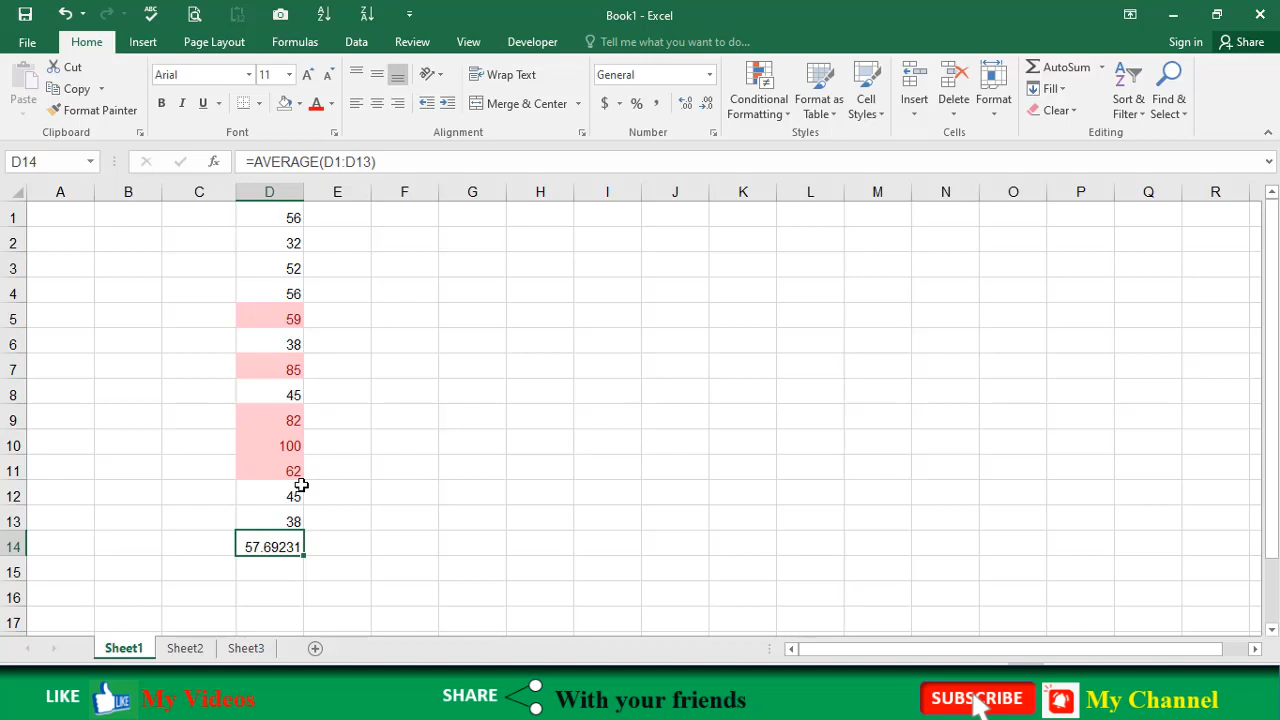 Book1 - Excel
File Home Insert Page Layout Formulas Data Review View Developer Tell me what you want to do... Sign in Share
Paste Cut Copy Format Painter
Clipboard
Arial 11
B I U A
Font
Wrap Text
Merge & Center
Alignment
General
$ %
Number
Conditional Formatting
Format as Table
Cell Styles
Styles
Insert Delete Format
Cells
AutoSum Fill Clear
Sort & Filter
Find & Select
Editing
D14 fx =AVERAGE(D1:D13)
A B C D E F G H I J K L M N O P Q R
1 56
2 32
3 52
4 56
5 59
6 38
7 85
8 45
9 82
10 100
11 62
12 45
13 38
14 57.69231
15
16
17
Sheet1 Sheet2 Sheet3
LIKE LIKE My Videos SHARE With your friends SUBSCRIBE My Channel